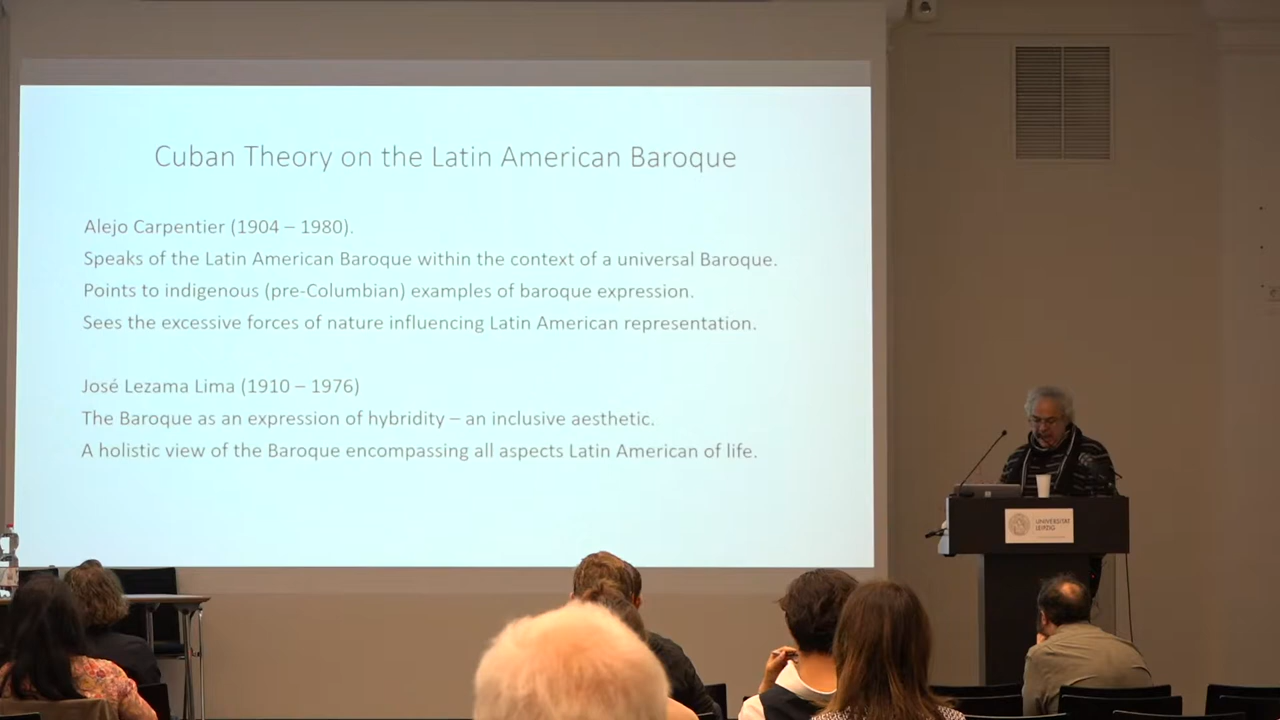 Cuban Theory on the Latin American Baroque
Alejo Carpentier (1904 – 1980).
Speaks of the Latin American Baroque within the context of a universal Baroque.
Points to indigenous (pre-Columbian) examples of baroque expression.
Sees the excessive forces of nature influencing Latin American representation.
José Lezama Lima (1910 – 1976)
The Baroque as an expression of hybridity – an inclusive aesthetic.
A holistic view of the Baroque encompassing all aspects Latin American of life.
UNIVERSITÄT
LEIPZIG